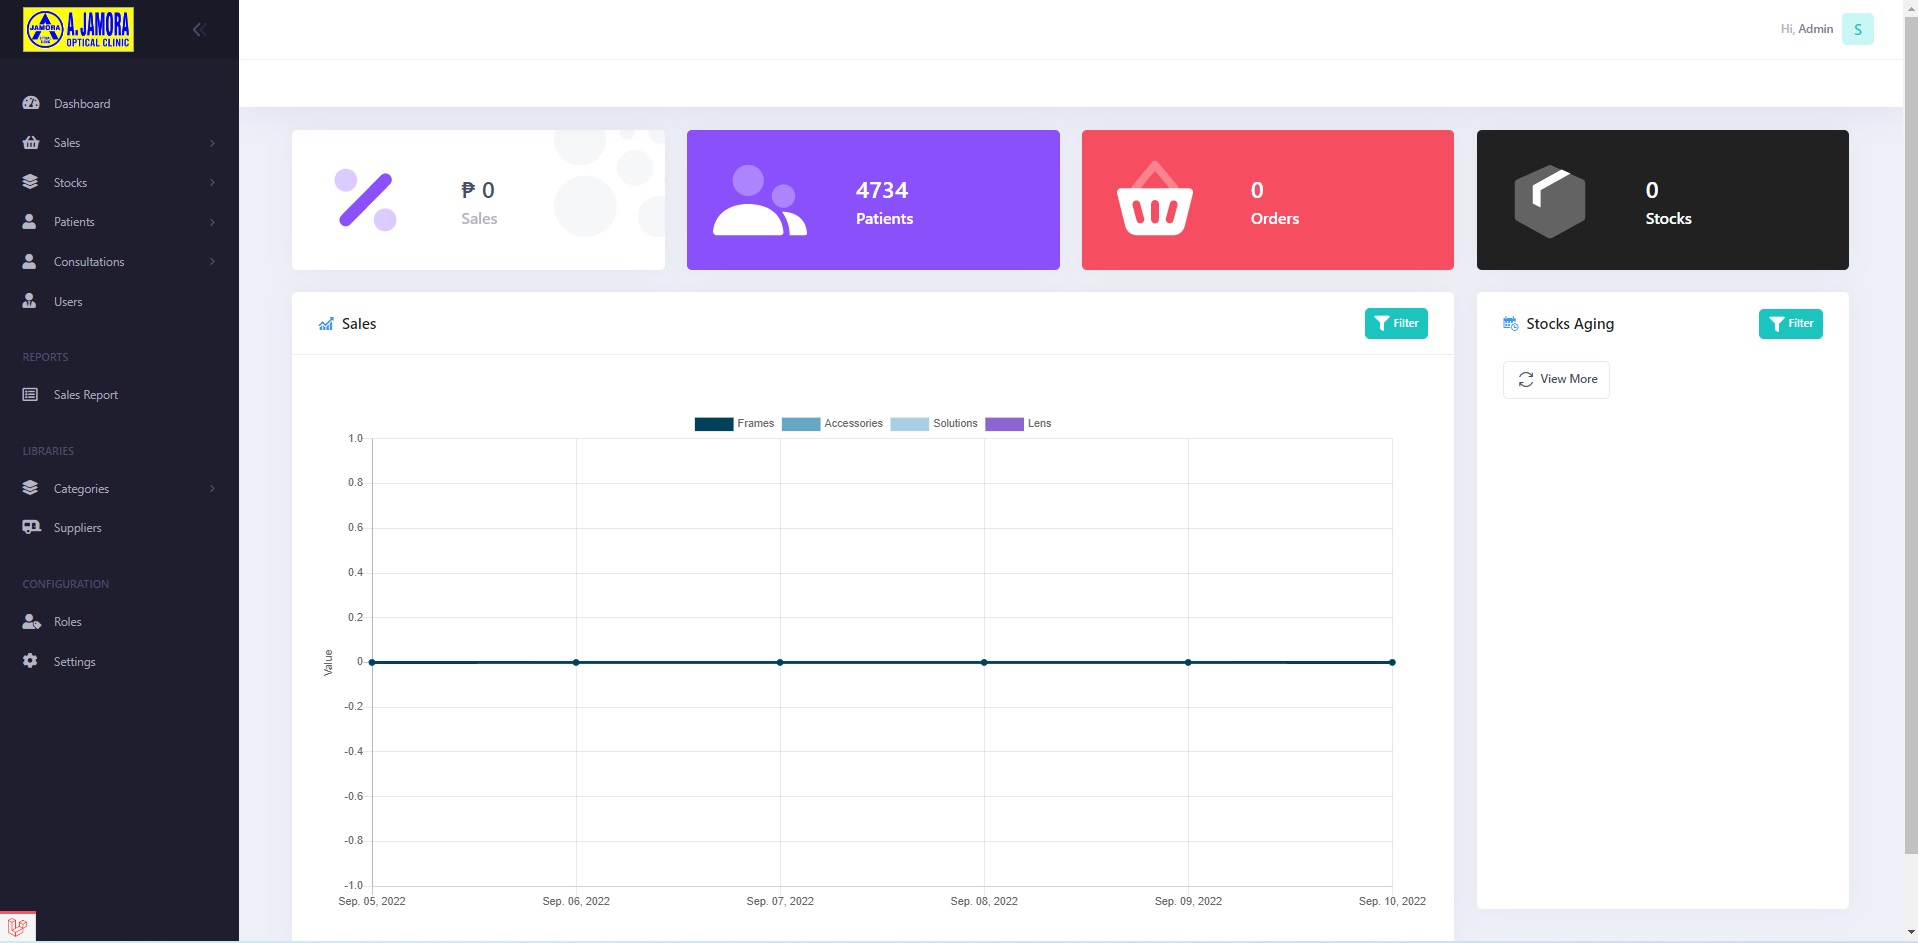 JAMORA
A. JAMORA
OPTICAL CLINIC
Hi, Admin
S
Dashboard
Sales
Stocks
Patients
Consultations
Users
REPORTS
Sales Report
LIBRARIES
Categories
Suppliers
CONFIGURATION
Roles
Settings
₱ 0
Sales
4734
Patients
0
Orders
0
Stocks
Sales
Filter
Frames
Accessories
Solutions
Lens
1.0
0.8
0.6
0.4
0.2
0
-0.2
-0.4
-0.6
-0.8
-1.0
Value
Sep. 05, 2022
Sep. 06, 2022
Sep. 07, 2022
Sep. 08, 2022
Sep. 09, 2022
Sep. 10, 2022
Stocks Aging
Filter
View More